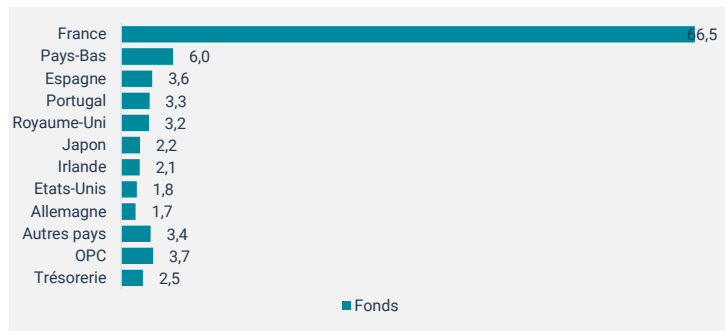 France 66,5
Pays-Bas 6,0
Espagne 3,6
Portugal 3,3
Royaume-Uni 3,2
Japon 2,2
Irlande 2,1
Etats-Unis 1,8
Allemagne 1,7
Autres pays 3,4
OPC 3,7
Trésorerie 2,5
Fonds